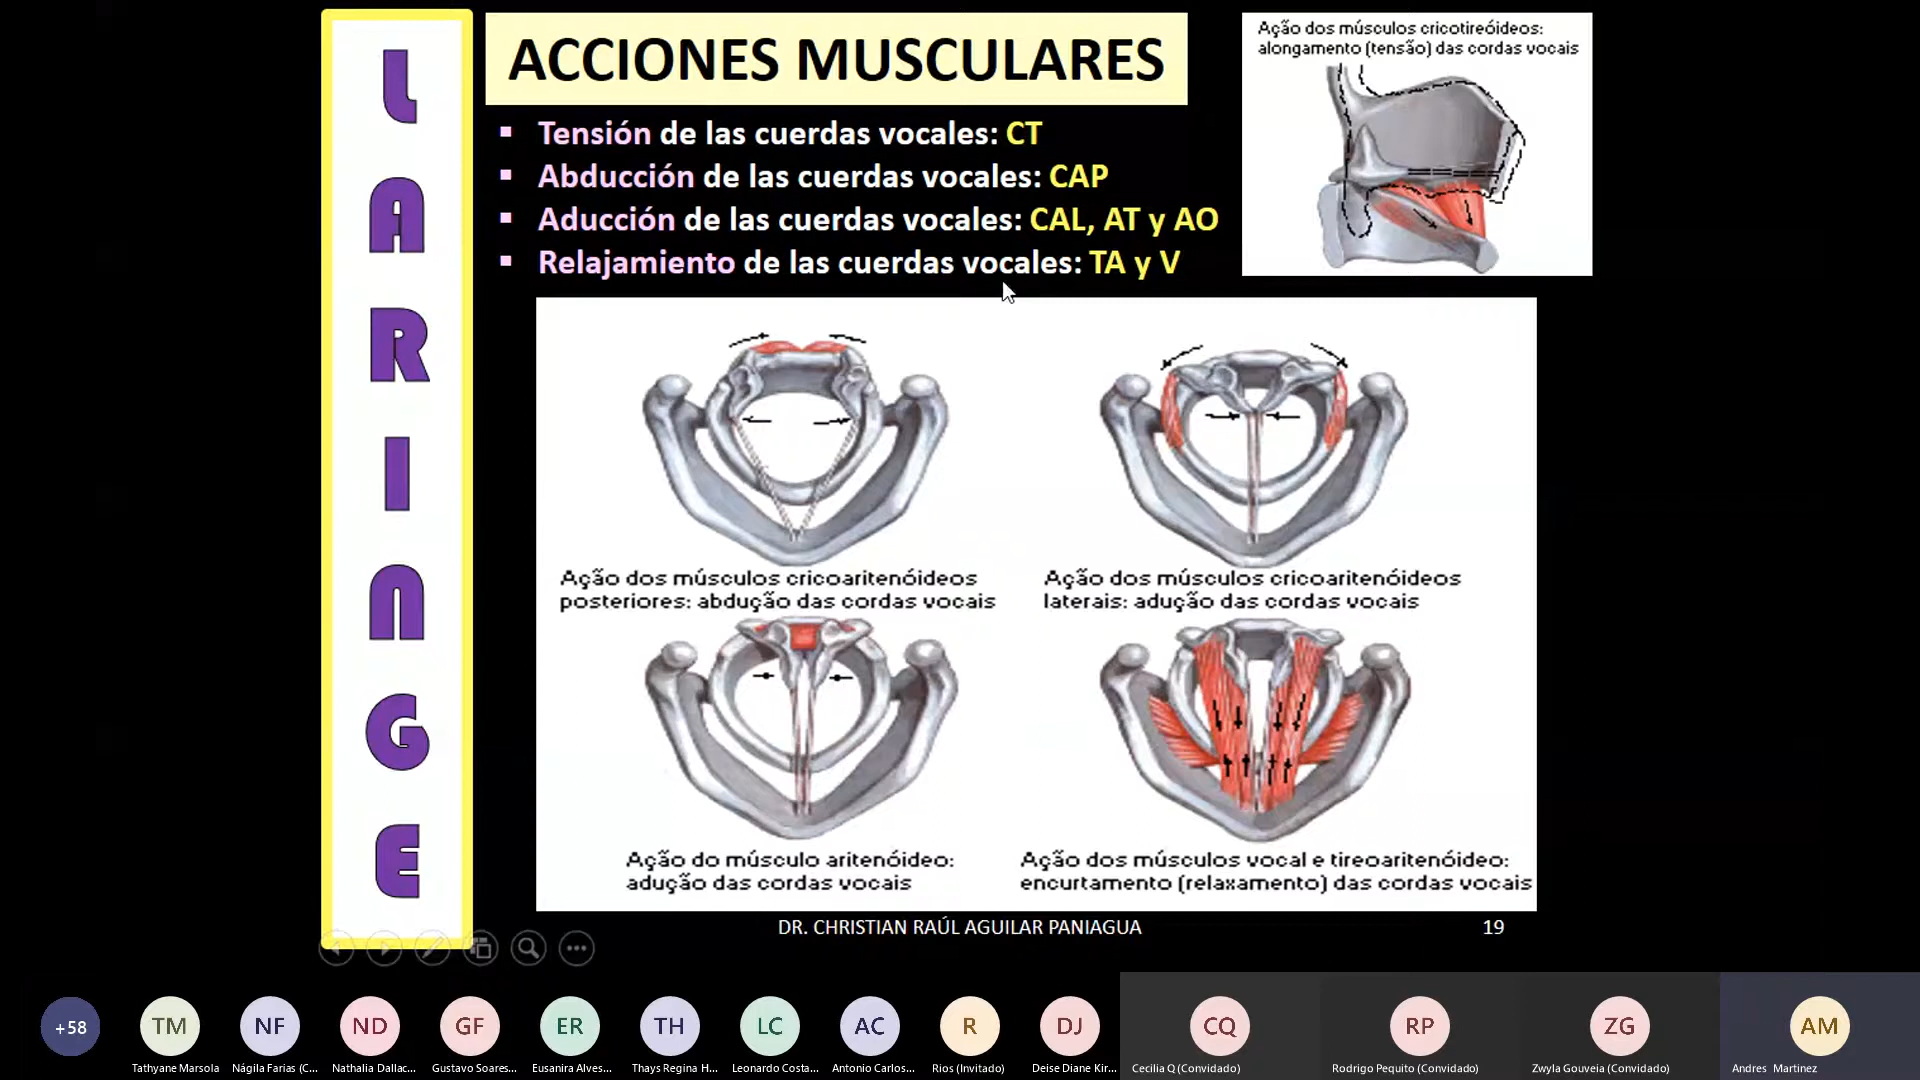 LARINGE
ACCIONES MUSCULARES
▪ Tensión de las cuerdas vocales: CT
▪ Abducción de las cuerdas vocales: CAP
▪ Aducción de las cuerdas vocales: CAL, AT y AO
▪ Relajamiento de las cuerdas vocales: TA y V
Ação dos músculos cricotireóideos:
alongamento (tensão) das cordas vocais
Ação dos músculos cricoaritenóideos
posteriores: abdução das cordas vocais
Ação dos músculos cricoaritenóideos
laterais: adução das cordas vocais
Ação do músculo aritenóideo:
adução das cordas vocais
Ação dos músculos vocal e tireoaritenóideo:
encurtamento (relaxamento) das cordas vocais
DR. CHRISTIAN RAÚL AGUILAR PANIAGUA
19
+58 TM NF ND GF ER TH LC AC R DJ CQ RP ZG AM
Tathyane Marsola Nágila Farias (C... Nathalia Dallac... Gustavo Soares... Eusanira Alves... Thays Regina H... Leonardo Costa... Antonio Carlos... Rios (Invitado) Deise Diane Kir... Cecilia Q (Convidado) Rodrigo Pequito (Convidado) Zwyla Gouveia (Convidado) Andres Martinez